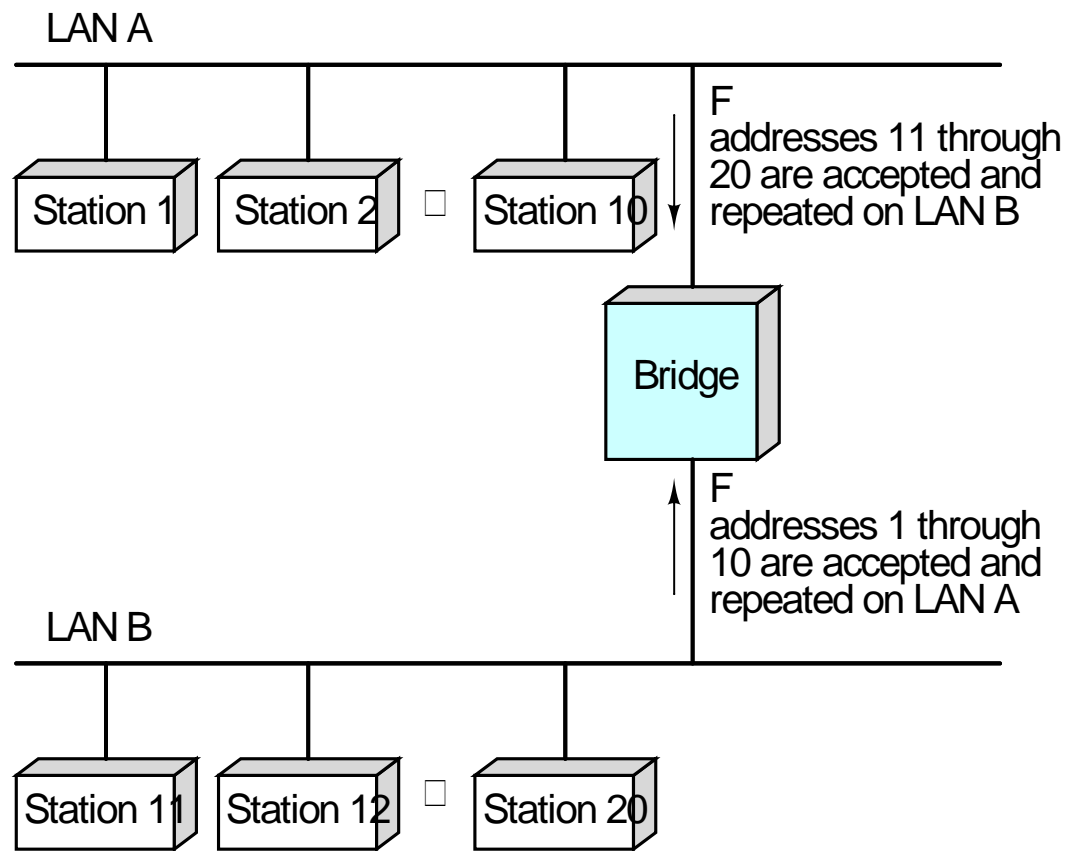 LAN A
Station 1
Station 2
□
Station 10
F
addresses 11 through
20 are accepted and
repeated on LAN B
Bridge
F
addresses 1 through
10 are accepted and
repeated on LAN A
LAN B
Station 11
Station 12
□
Station 20